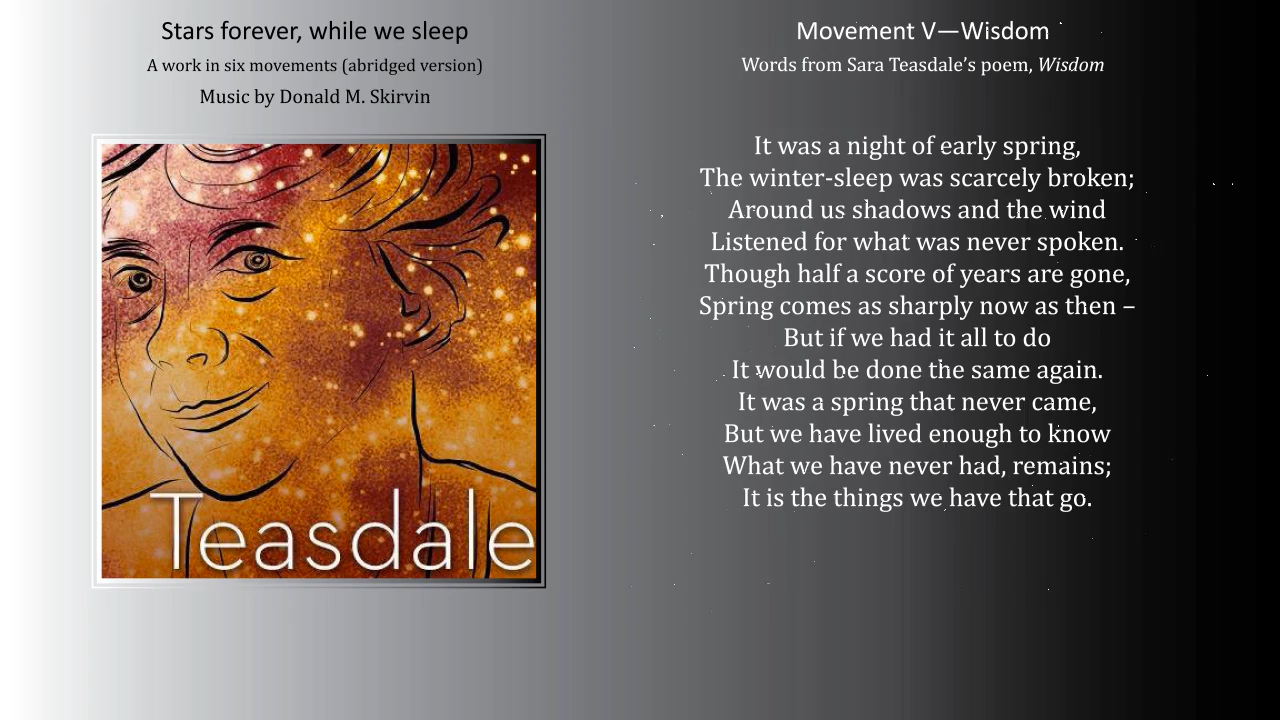 Stars forever, while we sleep
A work in six movements (abridged version)
Music by Donald M. Skirvin
Teasdale
Movement V—Wisdom
Words from Sara Teasdale’s poem, Wisdom
It was a night of early spring,
The winter-sleep was scarcely broken;
Around us shadows and the wind
Listened for what was never spoken.
Though half a score of years are gone,
Spring comes as sharply now as then –
But if we had it all to do
It would be done the same again.
It was a spring that never came,
But we have lived enough to know
What we have never had, remains;
It is the things we have that go.